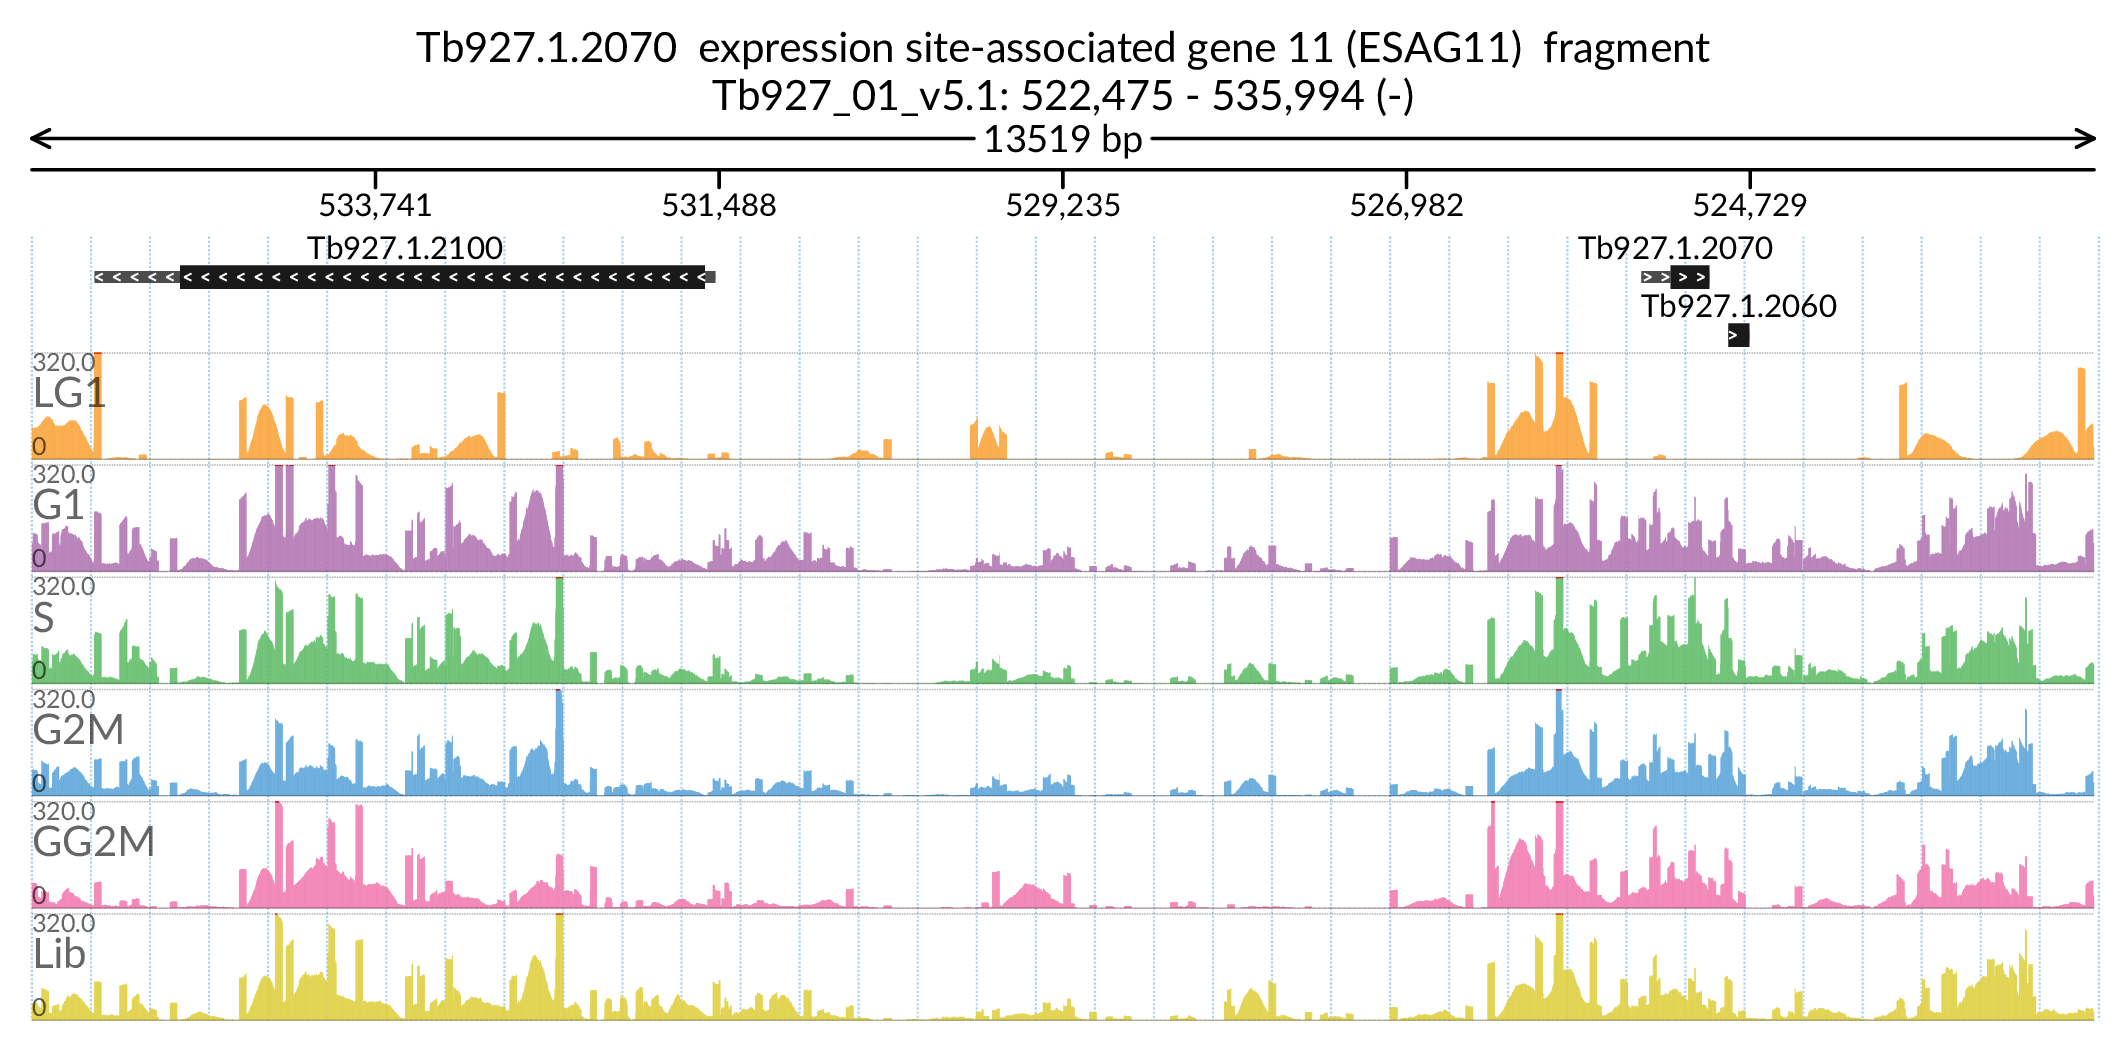 Tb927.1.2070 expression site-associated gene 11 (ESAG11) fragment
Tb927_01_v5.1: 522,475 - 535,994 (-)
13519 bp
533,741 531,488 529,235 526,982 524,729
Tb927.1.2100 Tb927.1.2070
Tb927.1.2060
320.0
LG1
0
320.0
G1
0
320.0
S
0
320.0
G2M
0
320.0
GG2M
0
320.0
Lib
0